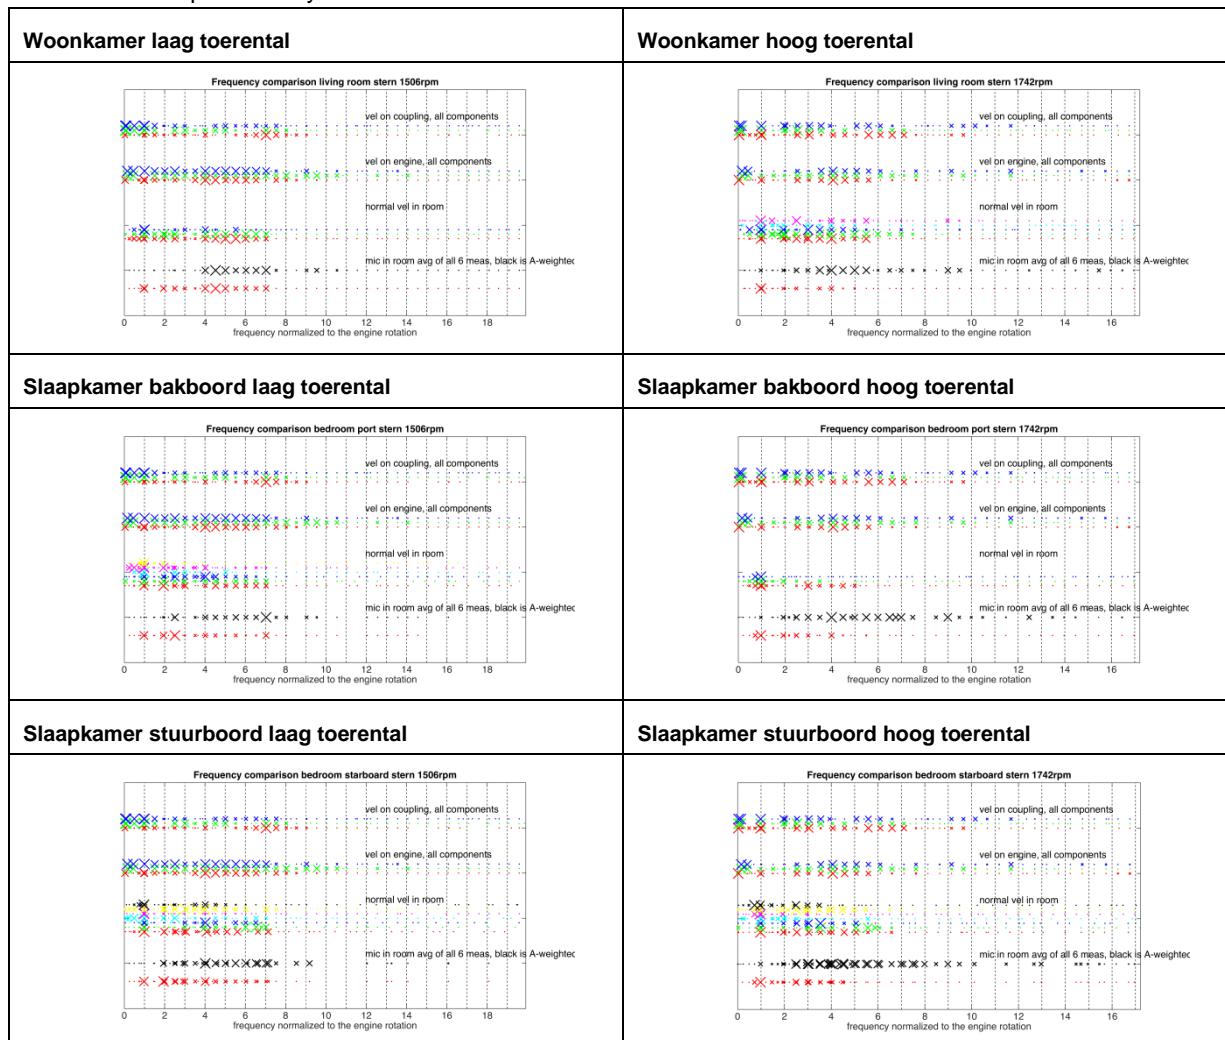 Woonkamer laag toerental
Woonkamer hoog toerental
Frequency comparison living room stern 1506rpm
vel on coupling, all components
vel on engine, all components
normal vel in room
mic in room avg of all 6 meas, black is A-weighted
0 2 4 6 8 10 12 14 16 18
frequency normalized to the engine rotation
Frequency comparison living room stern 1742rpm
vel on coupling, all components
vel on engine, all components
normal vel in room
mic in room avg of all 6 meas, black is A-weighted
0 2 4 6 8 10 12 14 16
frequency normalized to the engine rotation
Slaapkamer bakboord laag toerental
Slaapkamer bakboord hoog toerental
Frequency comparison bedroom port stern 1506rpm
vel on coupling, all components
vel on engine, all components
normal vel in room
mic in room avg of all 6 meas, black is A-weighted
0 2 4 6 8 10 12 14 16 18
frequency normalized to the engine rotation
Frequency comparison bedroom port stern 1742rpm
vel on coupling, all components
vel on engine, all components
normal vel in room
mic in room avg of all 6 meas, black is A-weighted
0 2 4 6 8 10 12 14 16
frequency normalized to the engine rotation
Slaapkamer stuurboord laag toerental
Slaapkamer stuurboord hoog toerental
Frequency comparison bedroom starboard stern 1506rpm
vel on coupling, all components
vel on engine, all components
normal vel in room
mic in room avg of all 6 meas, black is A-weighted
0 2 4 6 8 10 12 14 16 18
frequency normalized to the engine rotation
Frequency comparison bedroom starboard stern 1742rpm
vel on coupling, all components
vel on engine, all components
normal vel in room
mic in room avg of all 6 meas, black is A-weighted
0 2 4 6 8 10 12 14 16
frequency normalized to the engine rotation